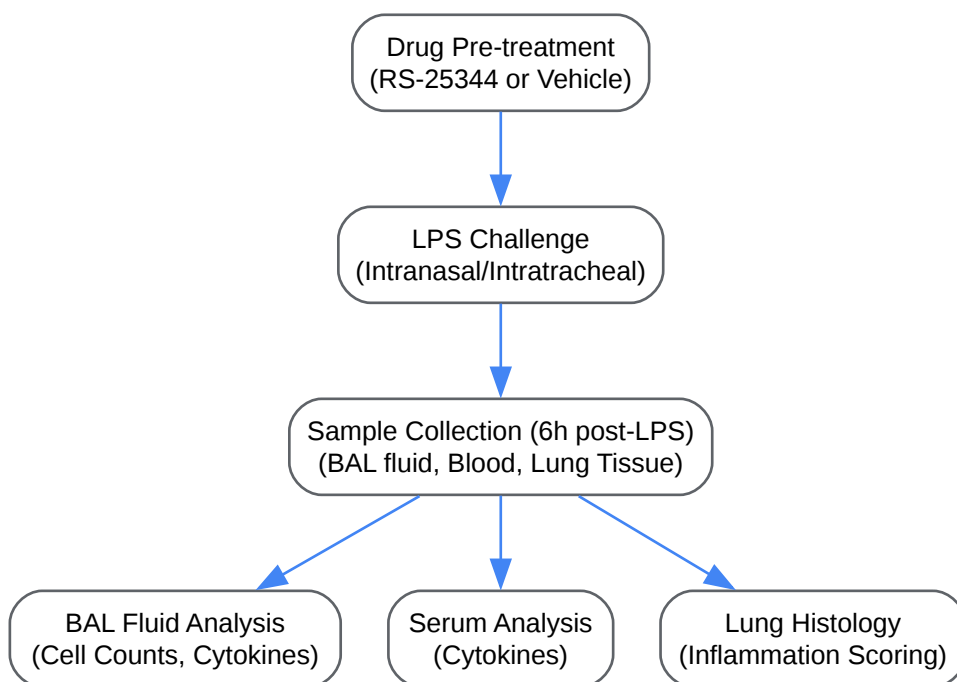 Drug Pre-treatment
(RS-25344 or Vehicle)
LPS Challenge
(Intranasal/Intratracheal)
Sample Collection (6h post-LPS)
(BAL fluid, Blood, Lung Tissue)
BAL Fluid Analysis
(Cell Counts, Cytokines)
Serum Analysis
(Cytokines)
Lung Histology
(Inflammation Scoring)